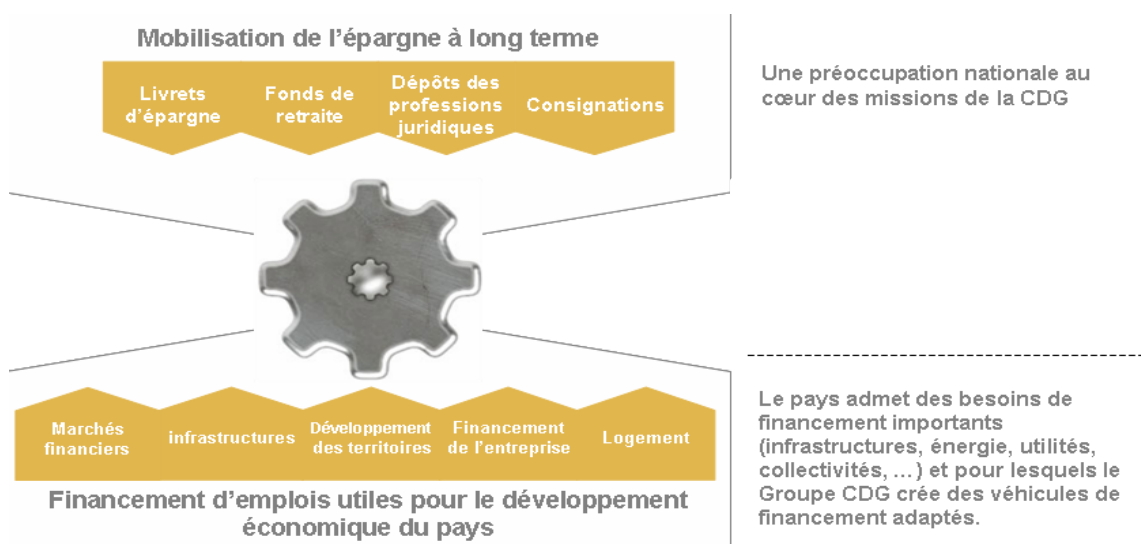 Mobilisation de l'épargne à long terme
Livrets
d'épargne
Fonds de
retraite
Dépôts des
professions
juridiques
Consignations
Une préoccupation nationale au
cœur des missions de la CDG
Marchés
financiers
infrastructures
Développement
des territoires
Financement
de l'entreprise
Logement
Financement d'emplois utiles pour le développement
économique du pays
Le pays admet des besoins de
financement importants
(infrastructures, énergie, utilités,
collectivités, …) et pour lesquels le
Groupe CDG crée des véhicules de
financement adaptés.